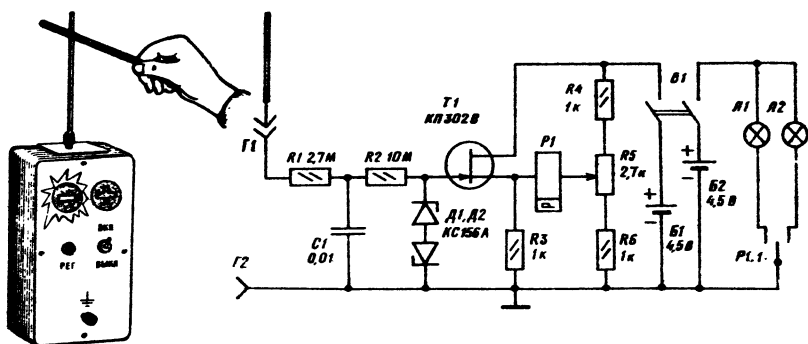 ВКЛ
РЕГ
ВЫКЛ
Г1
R1 2,7М
R2 10М
Т1
КП302В
С1
0,01
Д1,Д2
КС156А
R3
1к
Р1
Р
R4
1к
R5
2,7к
R6
1к
В1
+
-
Б1
4,5В
+
-
Б2
4,5В
Л1
Л2
Р1.1
Г2